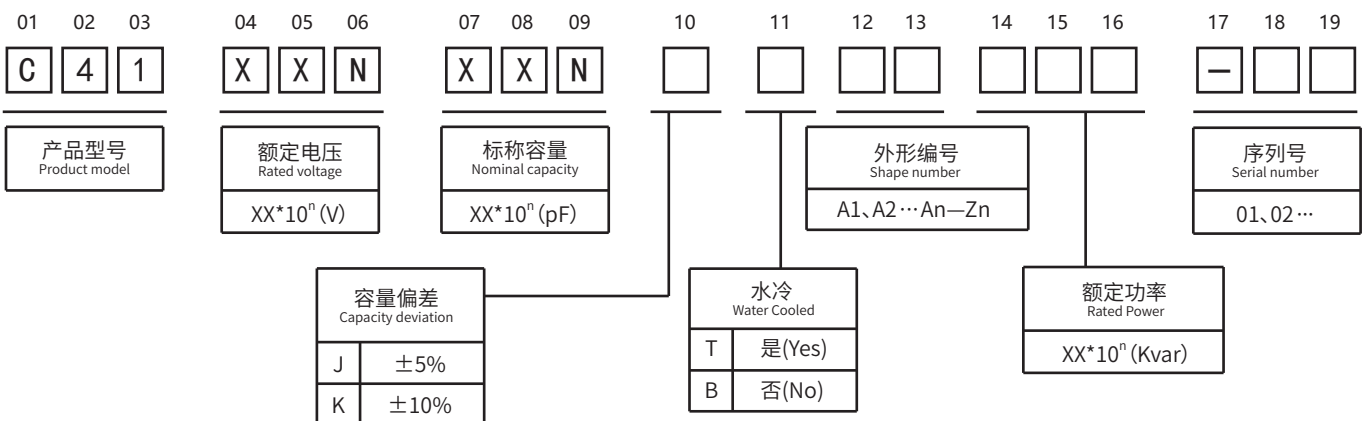 01 02 03 04 05 06 07 08 09 10 11 12 13 14 15 16 17 18 19
C 4 1 X X N X X N —
产品型号
Product model
额定电压
Rated voltage
XX*10ⁿ(V)
标称容量
Nominal capacity
XX*10ⁿ(pF)
外形编号
Shape number
A1、A2…An—Zn
序列号
Serial number
01、02…
容量偏差
Capacity deviation
J ±5%
K ±10%
水冷
Water Cooled
T 是(Yes)
B 否(No)
额定功率
Rated Power
XX*10ⁿ(Kvar)